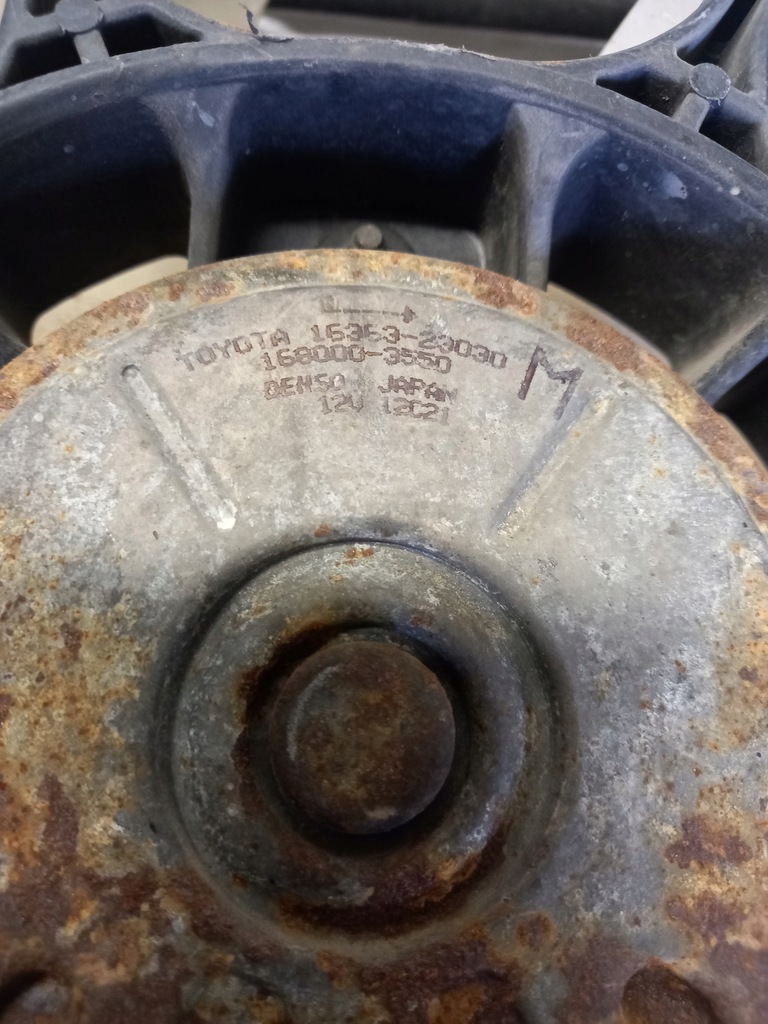 TOYOTA 16363-23030
168000-3550
DENSO JAPAN
12V 12C21
M